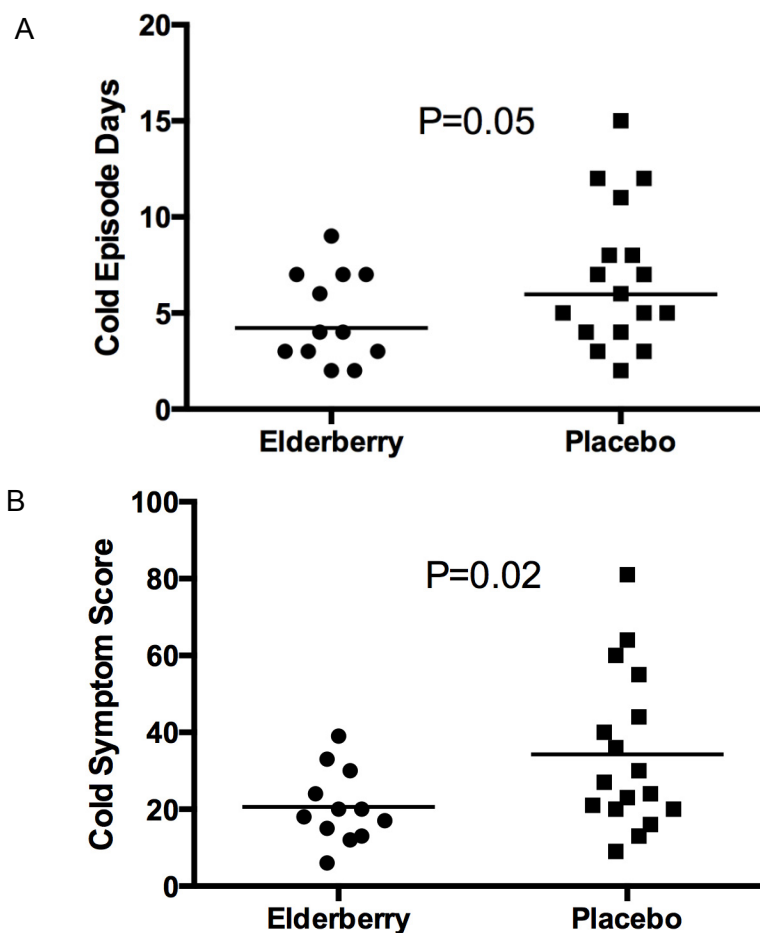 A
20
15
10
5
0
Cold Episode Days
P=0.05
Elderberry
Placebo
B
100
80
60
40
20
0
Cold Symptom Score
P=0.02
Elderberry
Placebo